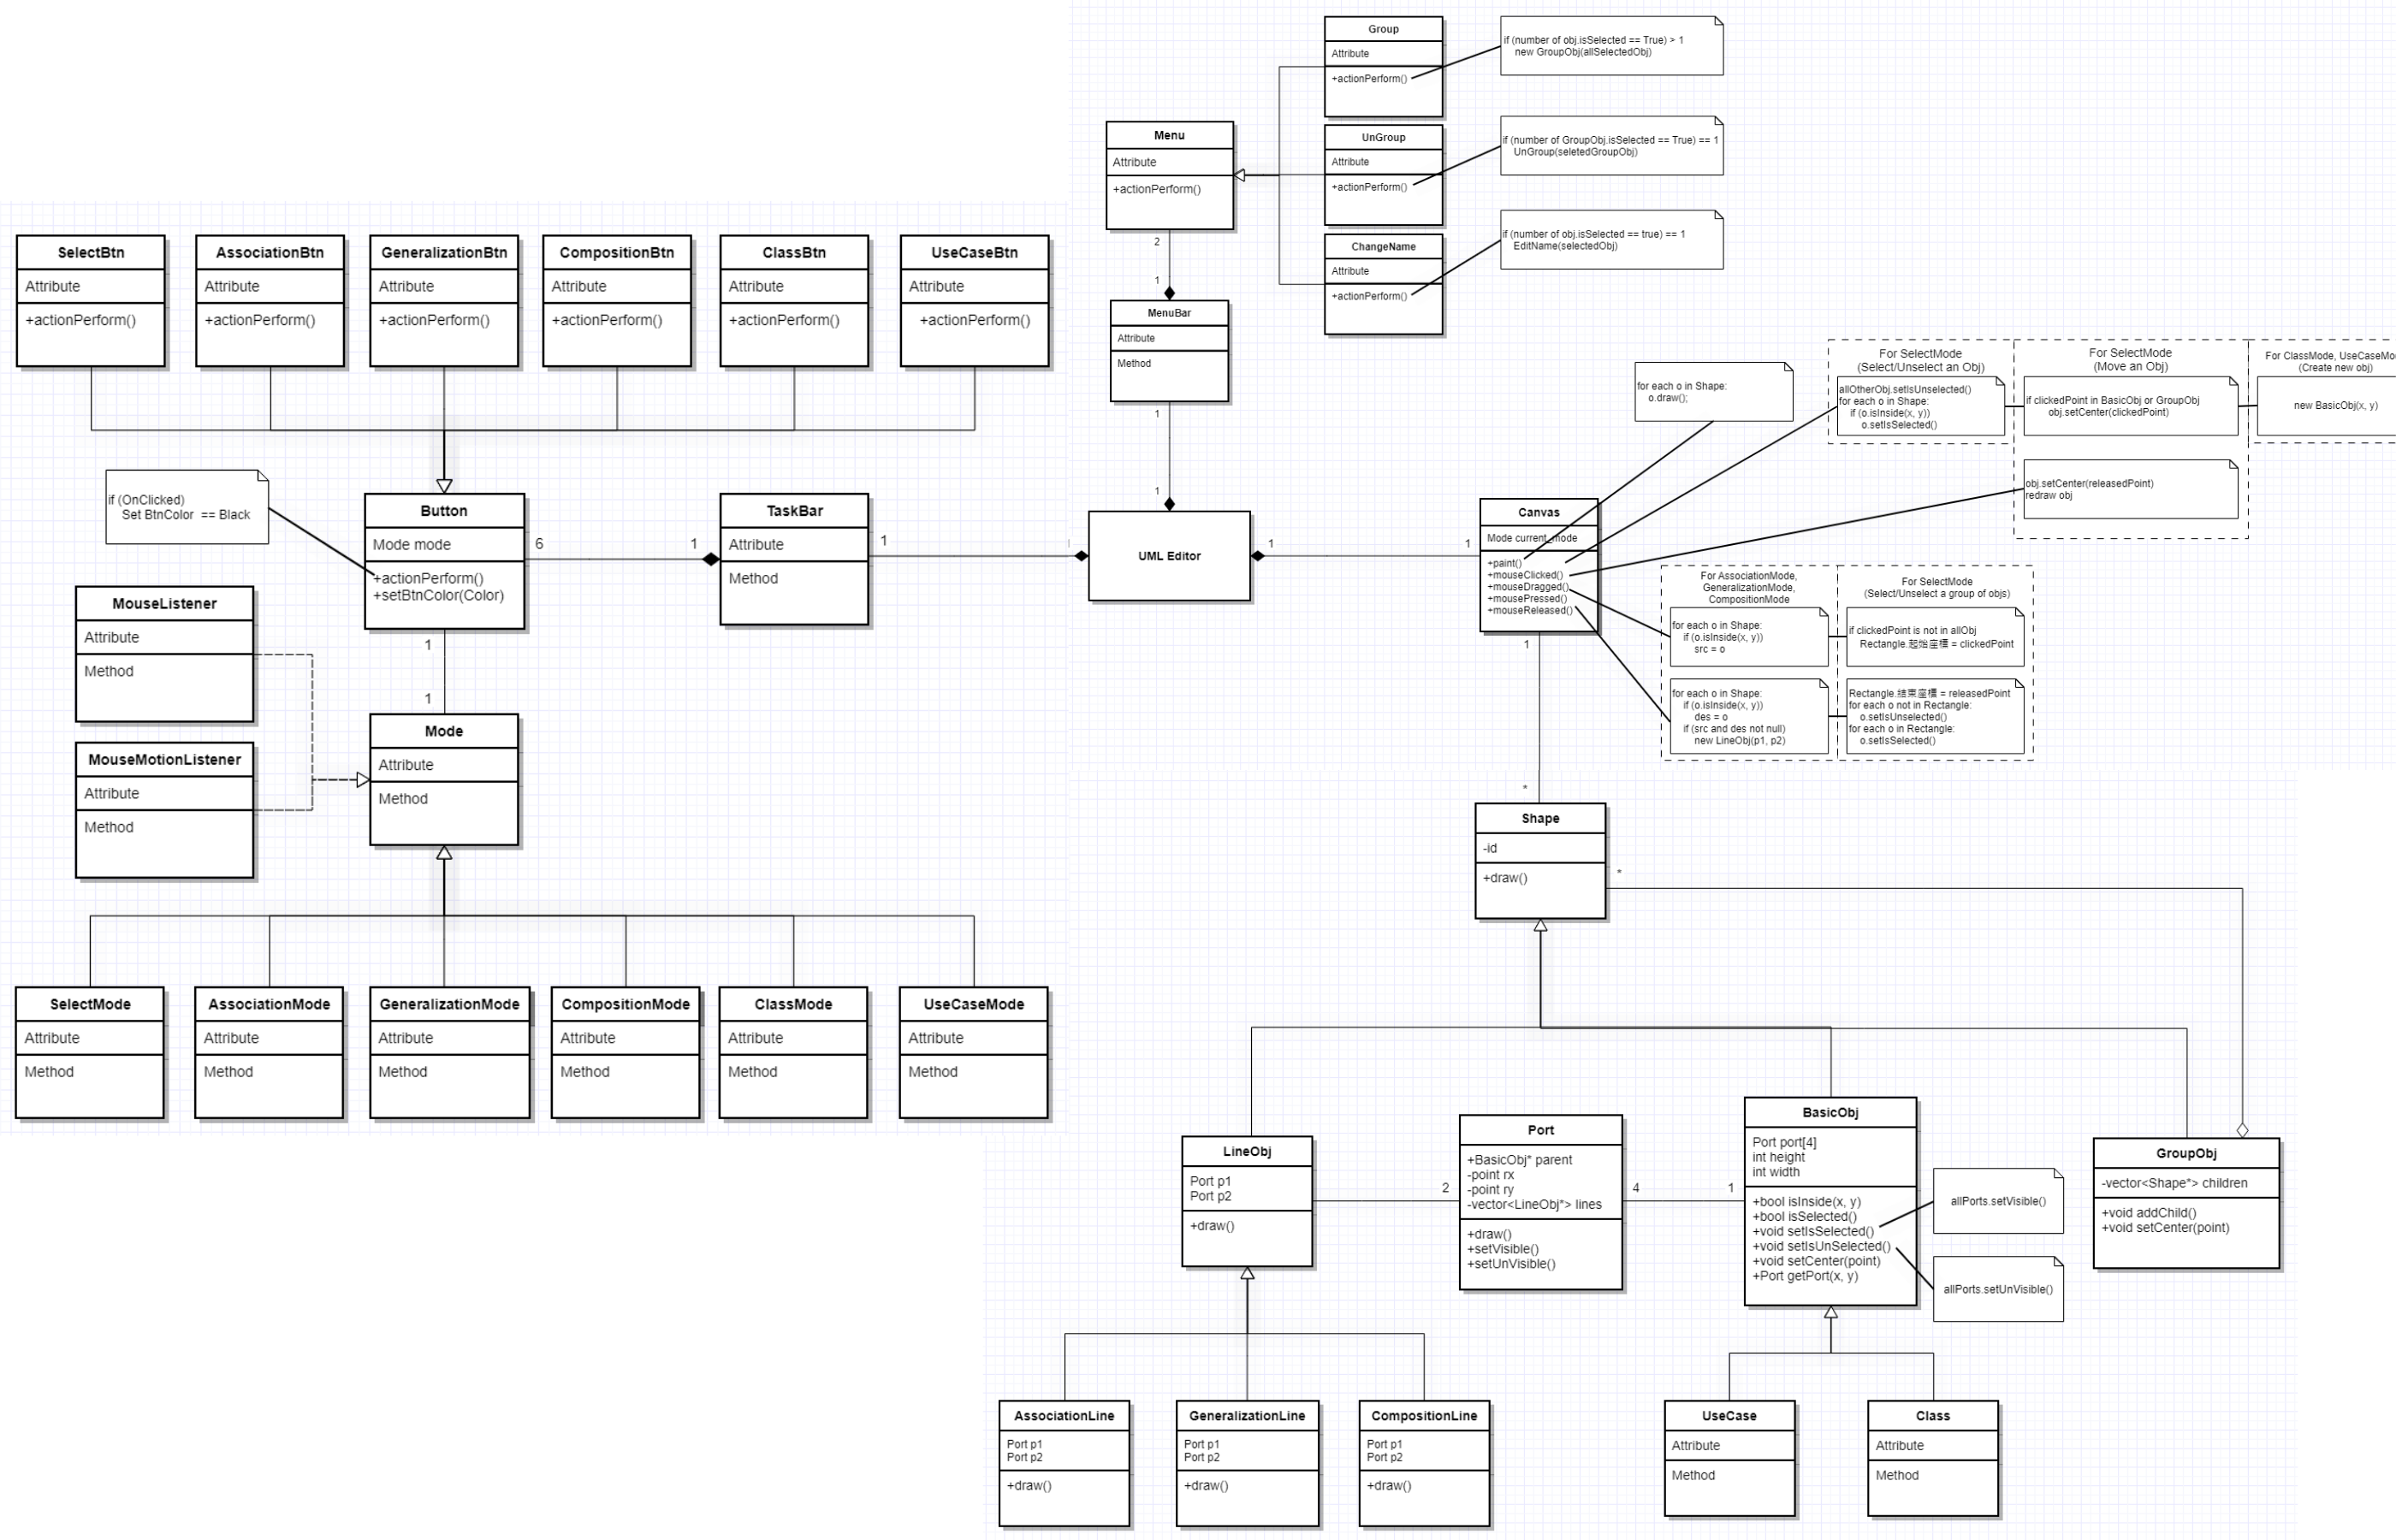 Group
Attribute
+actionPerform()
if (number of obj.isSelected == True) > 1
new GroupObj(allSelectedObj)
Menu
Attribute
+actionPerform()
UnGroup
Attribute
+actionPerform()
if (number of GroupObj.isSelected == True) == 1
UnGroup(seletedGroupObj)
ChangeName
Attribute
+actionPerform()
if (number of obj.isSelected == true) == 1
EditName(selectedObj)
2
1
MenuBar
Attribute
Method
1
1
SelectBtn
Attribute
+actionPerform()
AssociationBtn
Attribute
+actionPerform()
GeneralizationBtn
Attribute
+actionPerform()
CompositionBtn
Attribute
+actionPerform()
ClassBtn
Attribute
+actionPerform()
UseCaseBtn
Attribute
+actionPerform()
if (OnClicked)
Set BtnColor == Black
Button
Mode mode
+actionPerform()
+setBtnColor(Color)
6
1
TaskBar
Attribute
Method
1
UML Editor
1
1
Canvas
Mode current_mode
+paint()
+mouseClicked()
+mouseDragged()
+mousePressed()
+mouseReleased()
for each o in Shape:
o.draw();
For SelectMode
(Select/Unselect an Obj)
allOtherObj.setIsUnselected()
for each o in Shape:
if (o.isInside(x, y))
o.setIsSelected()
For SelectMode
(Move an Obj)
if clickedPoint in BasicObj or GroupObj
obj.setCenter(clickedPoint)
For ClassMode, UseCaseMo
(Create new obj)
new BasicObj(x, y)
obj.setCenter(releasedPoint)
redraw obj
For AssociationMode,
GeneralizationMode,
CompositionMode
for each o in Shape:
if (o.isInside(x, y))
src = o
For SelectMode
(Select/Unselect a group of objs)
if clickedPoint is not in allObj
Rectangle.起始座標 = clickedPoint
for each o in Shape:
if (o.isInside(x, y))
des = o
if (src and des not null)
new LineObj(p1, p2)
Rectangle.結束座標 = releasedPoint
for each o not in Rectangle:
o.setIsUnselected()
for each o in Rectangle:
o.setIsSelected()
MouseListener
Attribute
Method
MouseMotionListener
Attribute
Method
1
1
Mode
Attribute
Method
SelectMode
Attribute
Method
AssociationMode
Attribute
Method
GeneralizationMode
Attribute
Method
CompositionMode
Attribute
Method
ClassMode
Attribute
Method
UseCaseMode
Attribute
Method
1
*
Shape
-id
+draw()
*
LineObj
Port p1
Port p2
+draw()
2
Port
+BasicObj* parent
-point rx
-point ry
-vector<LineObj*> lines
+draw()
+setVisible()
+setUnVisible()
4
1
BasicObj
Port port[4]
int height
int width
+bool isInside(x, y)
+bool isSelected()
+void setIsSelected()
+void setIsUnSelected()
+void setCenter(point)
+Port getPort(x, y)
allPorts.setVisible()
allPorts.setUnVisible()
GroupObj
-vector<Shape*> children
+void addChild()
+void setCenter(point)
AssociationLine
Port p1
Port p2
+draw()
GeneralizationLine
Port p1
Port p2
+draw()
CompositionLine
Port p1
Port p2
+draw()
UseCase
Attribute
Method
Class
Attribute
Method